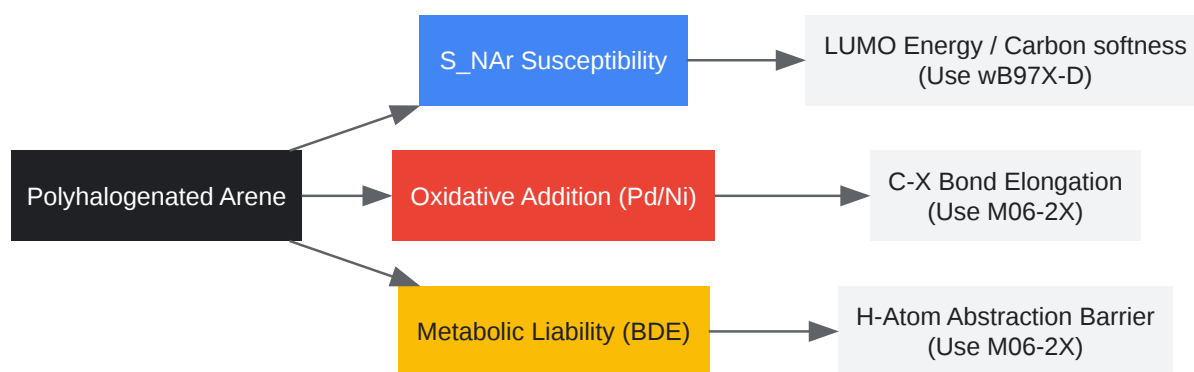 Polyhalogenated Arene
S_NAr Susceptibility
LUMO Energy / Carbon softness
(Use wB97X-D)
Oxidative Addition (Pd/Ni)
C-X Bond Elongation
(Use M06-2X)
Metabolic Liability (BDE)
H-Atom Abstraction Barrier
(Use M06-2X)